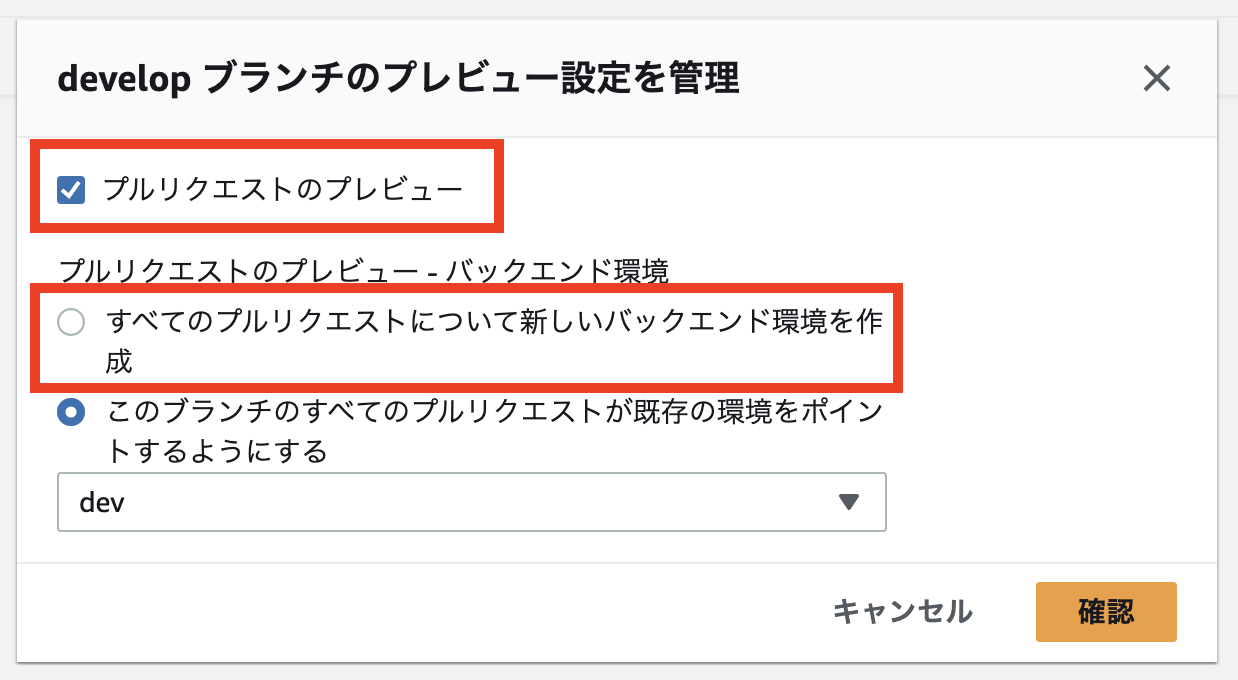 develop ブランチのプレビュー設定を管理
プルリクエストのプレビュー
プルリクエストのプレビュー - バックエンド環境
すべてのプルリクエストについて新しいバックエンド環境を作
成
このブランチのすべてのプルリクエストが既存の環境をポイン
トするようにする
dev
キャンセル
確認